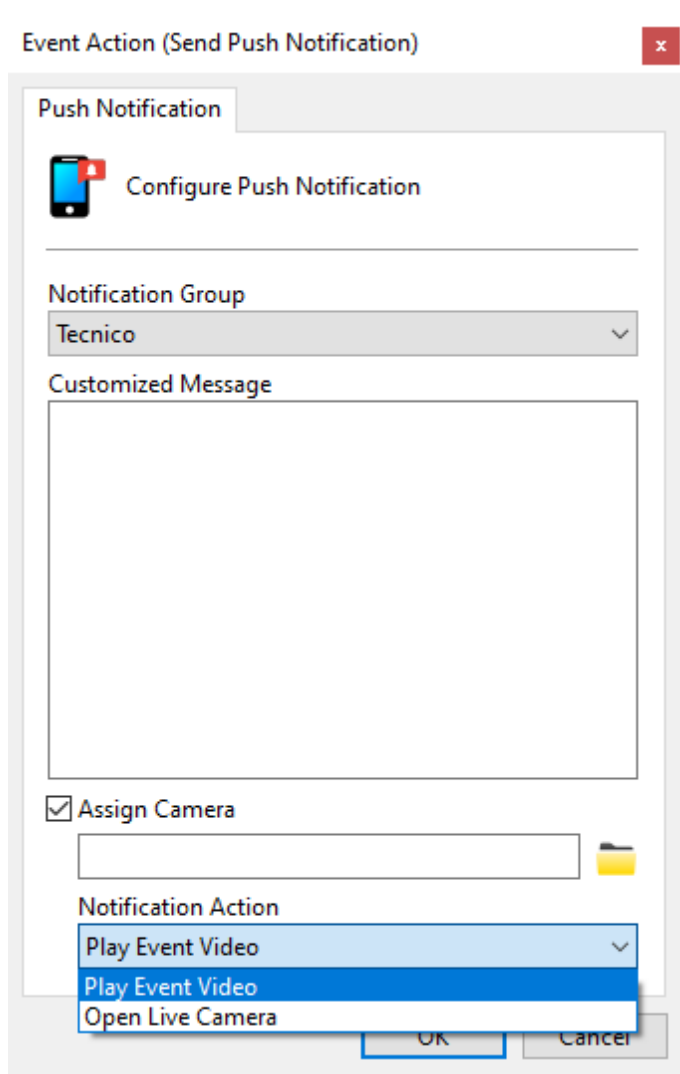 Event Action (Send Push Notification)
x
Push Notification
Configure Push Notification
Notification Group
Tecnico
Customized Message
Assign Camera
Notification Action
Play Event Video
Play Event Video
Open Live Camera
OK Cancel